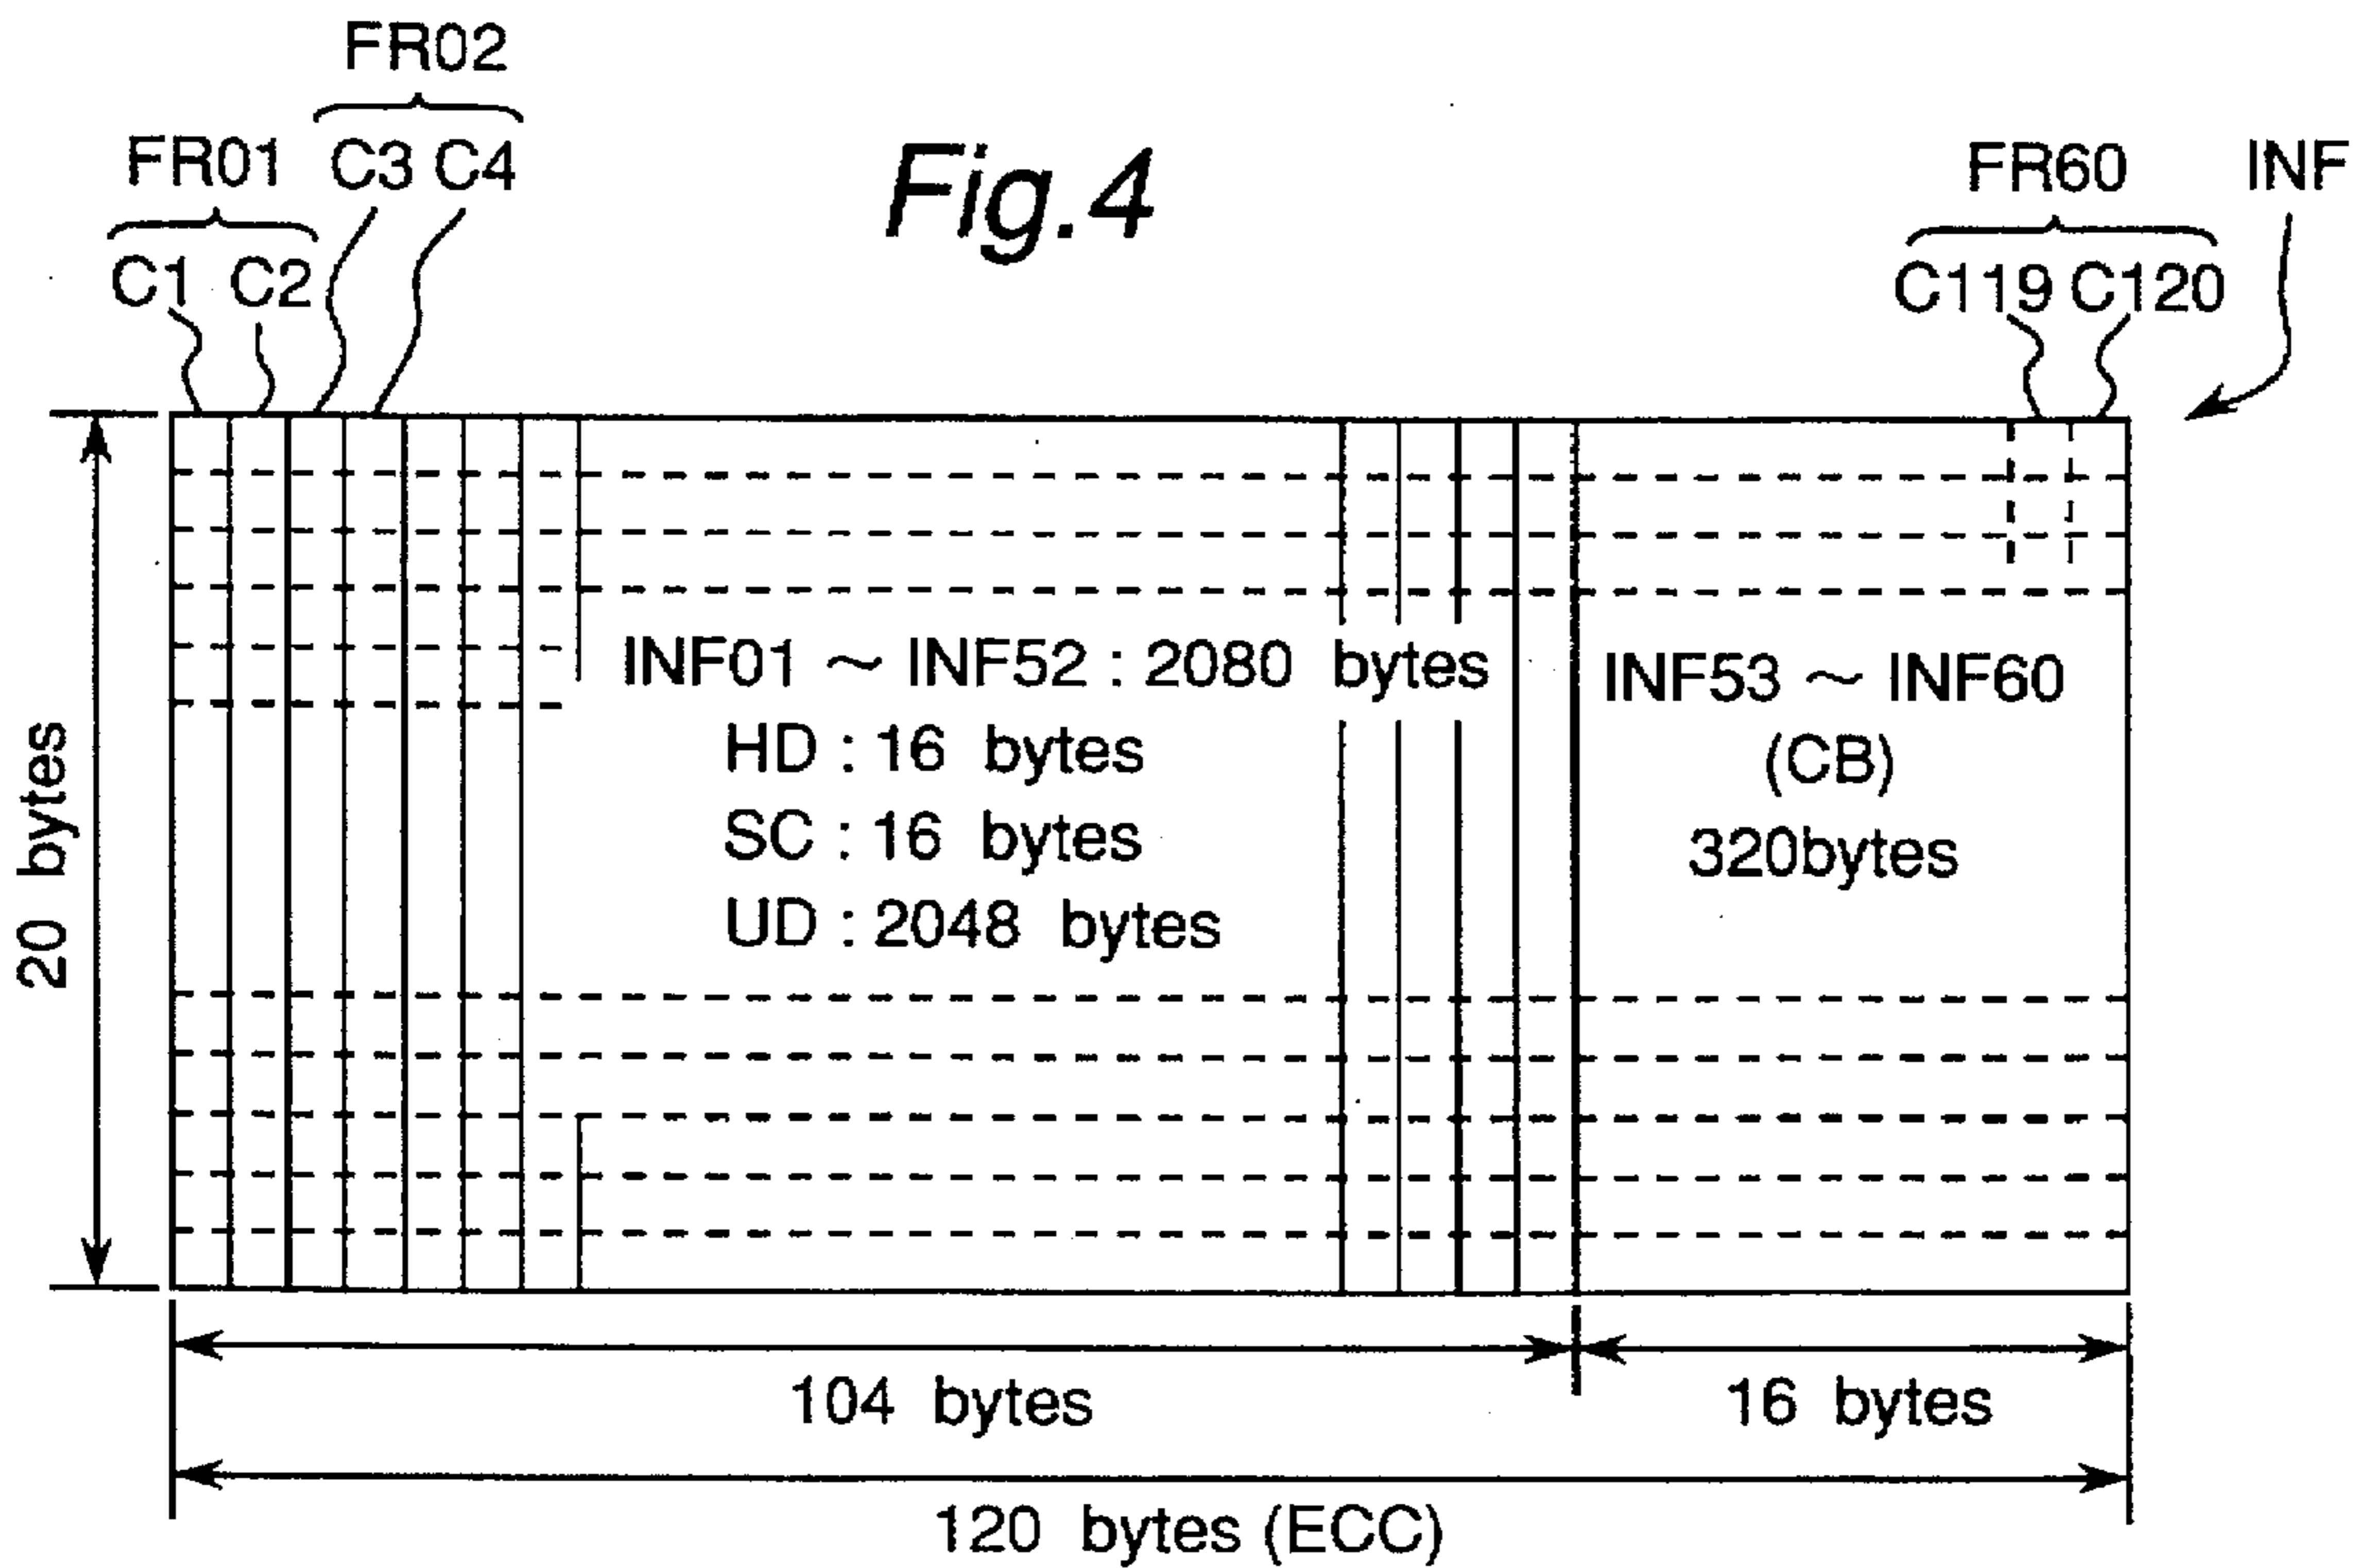 FR02
FR01
C3 C4
Fig.4
FR60
INF
C1 C2
C119 C120
20 bytes
INF01 ~ INF52 : 2080 bytes
HD : 16 bytes
SC : 16 bytes
UD : 2048 bytes
INF53 ~ INF60
(CB)
320bytes
104 bytes
16 bytes
120 bytes (ECC)